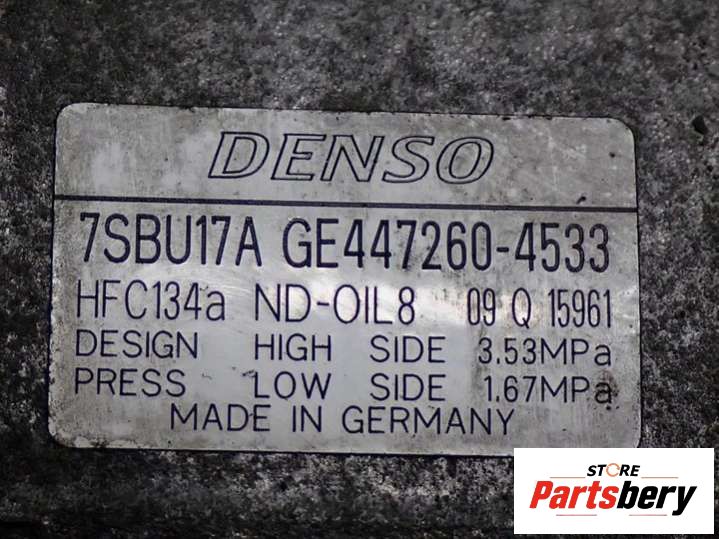 DENSO
7SBU17A GE447260-4533
HFC134a ND-OIL8 09 Q 15961
DESIGN HIGH SIDE 3.53MPa
PRESS LOW SIDE 1.67MPa
MADE IN GERMANY
STORE
Partsbery